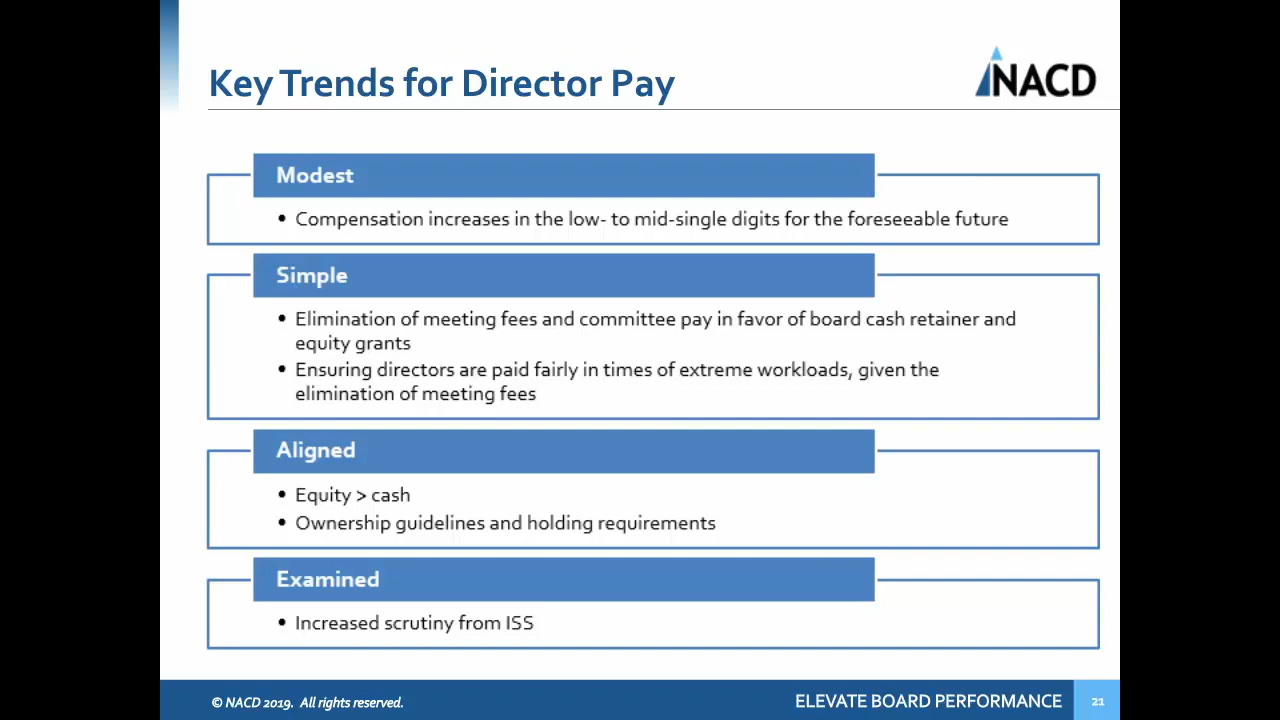 Key Trends for Director Pay
NACD
Modest
• Compensation increases in the low- to mid-single digits for the foreseeable future
Simple
• Elimination of meeting fees and committee pay in favor of board cash retainer and
equity grants
• Ensuring directors are paid fairly in times of extreme workloads, given the
elimination of meeting fees
Aligned
• Equity > cash
• Ownership guidelines and holding requirements
Examined
• Increased scrutiny from ISS
© NACD 2019. All rights reserved.
ELEVATE BOARD PERFORMANCE
21